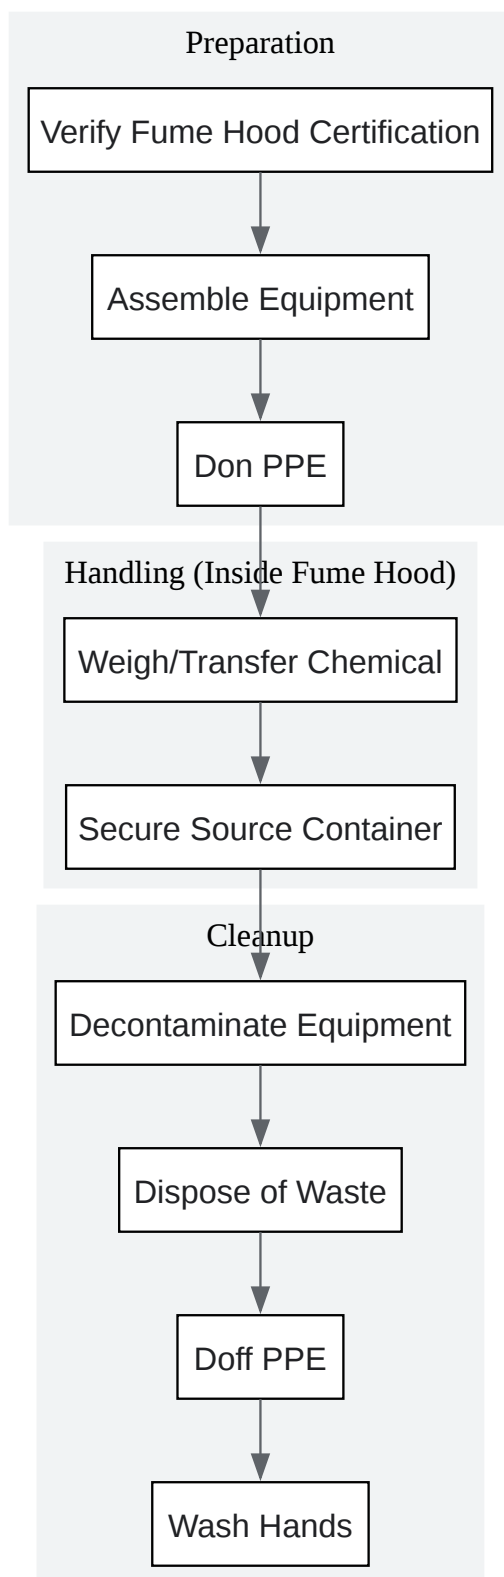 Preparation
Verify Fume Hood Certification
Assemble Equipment
Don PPE
Handling (Inside Fume Hood)
Weigh/Transfer Chemical
Secure Source Container
Cleanup
Decontaminate Equipment
Dispose of Waste
Doff PPE
Wash Hands